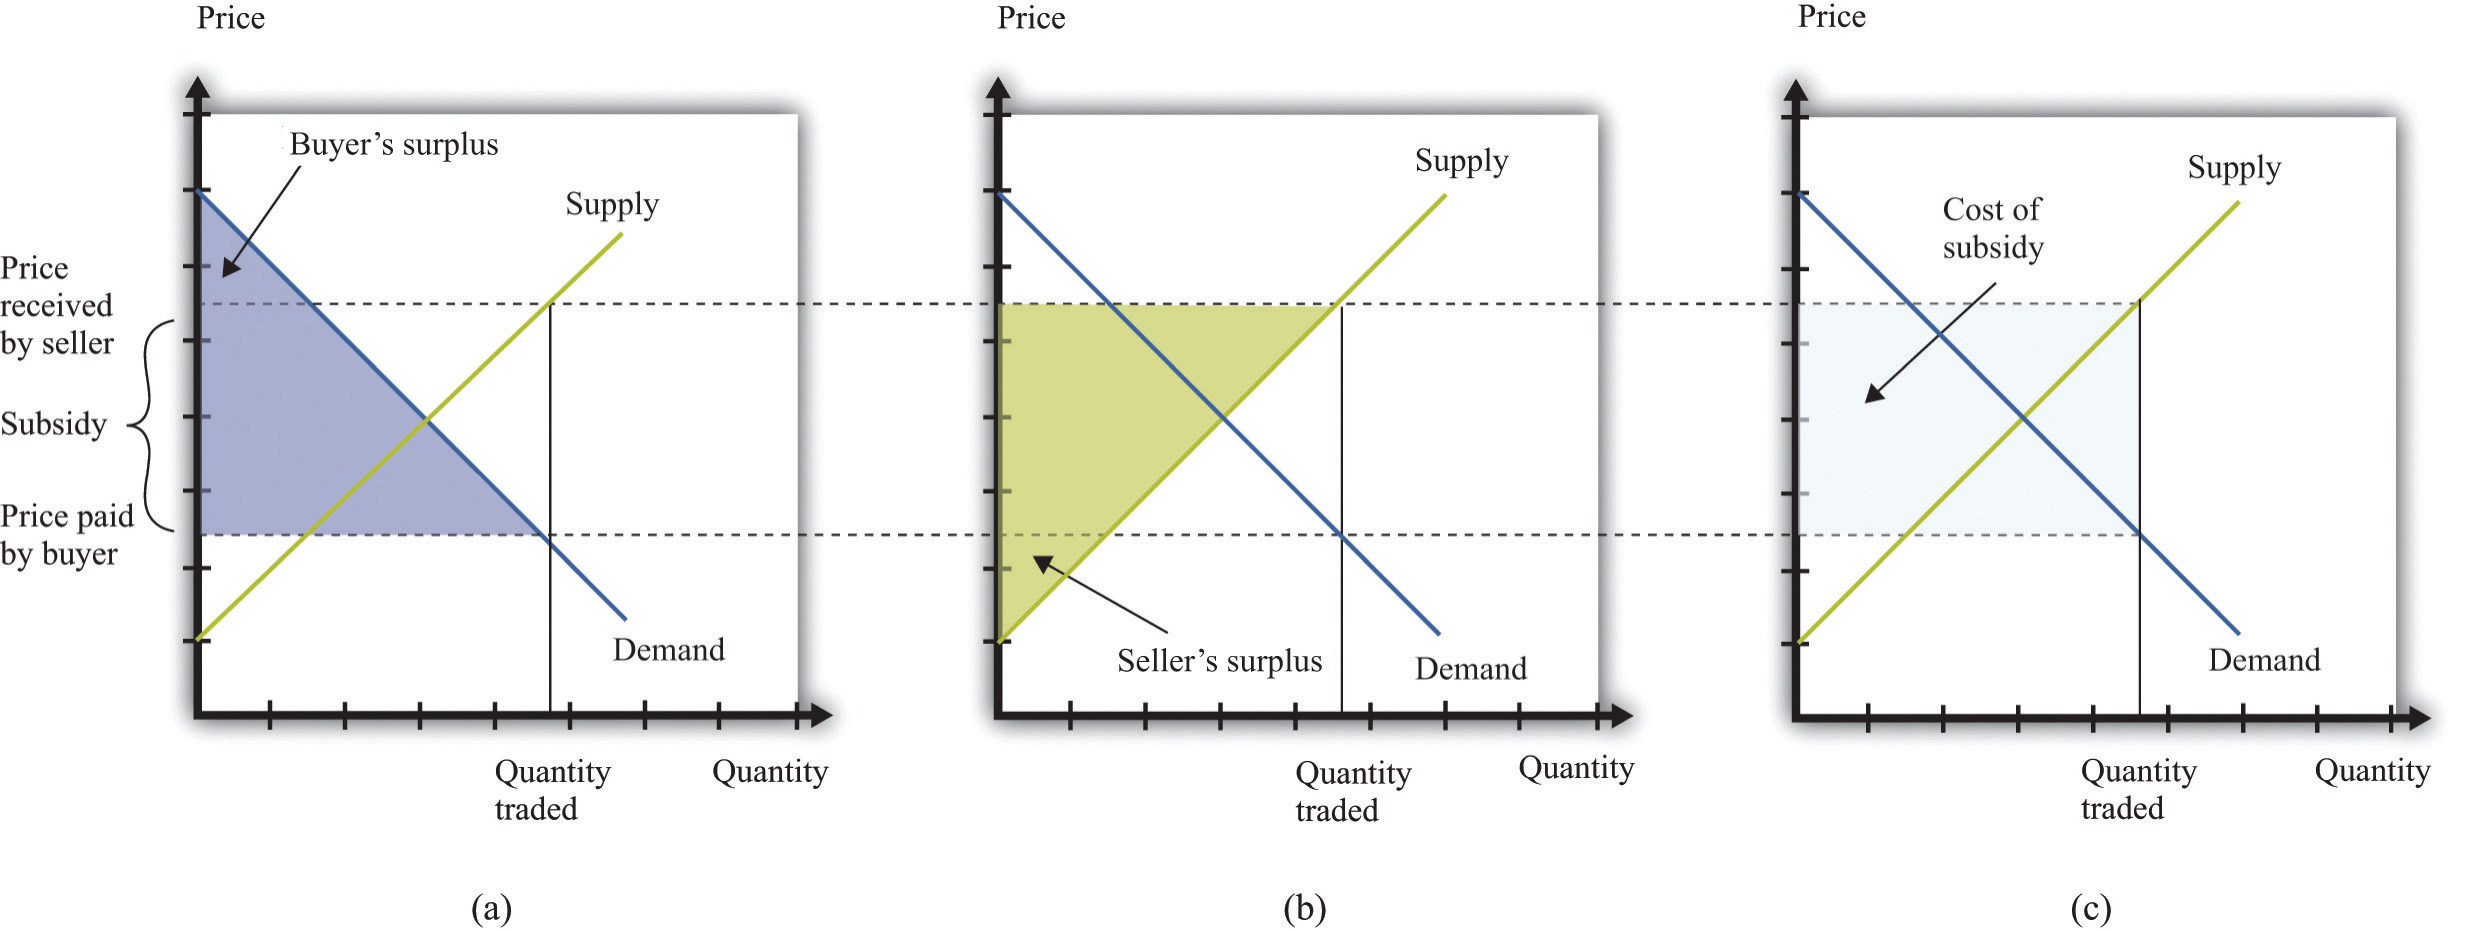 Price
Buyer’s surplus
Supply
Price
received
by seller
Subsidy
Price paid
by buyer
Demand
Quantity
traded
Quantity
(a)
Price
Supply
Seller’s surplus
Demand
Quantity
traded
Quantity
(b)
Price
Supply
Cost of
subsidy
Demand
Quantity
traded
Quantity
(c)